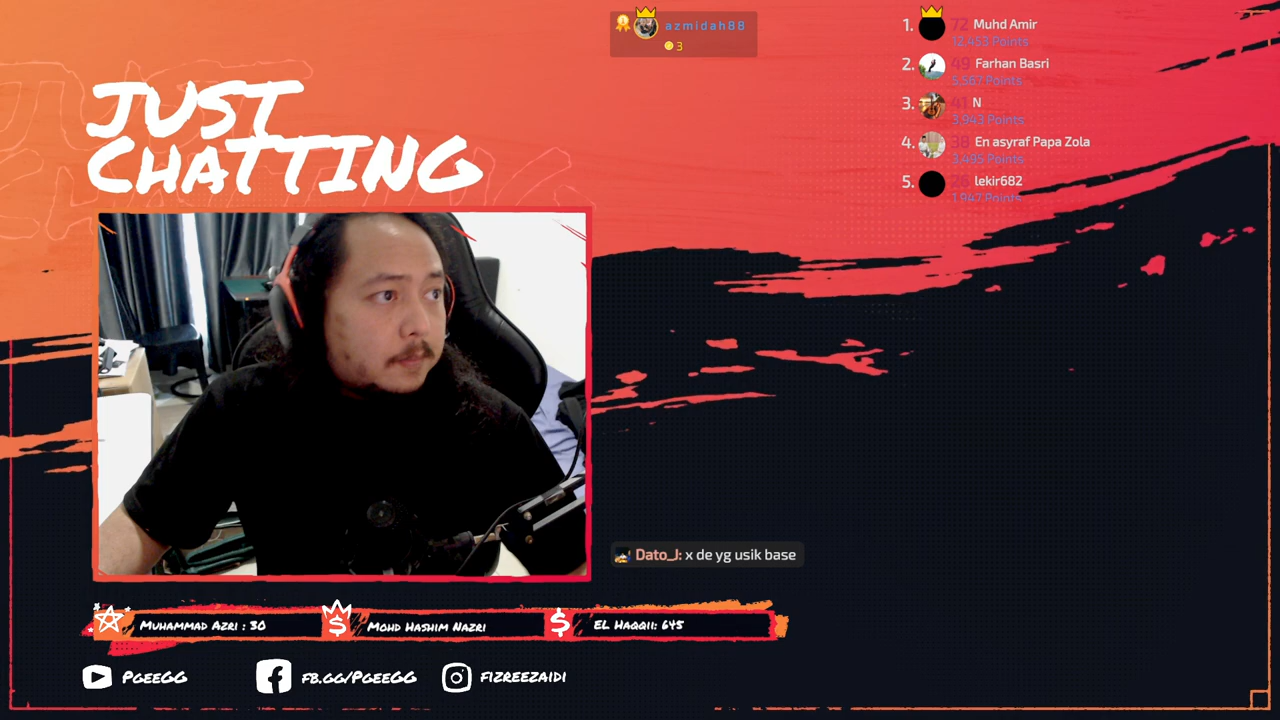 JUST
CHATTING
azmidah88
3
1. 72 Muhd Amir
12,453 Points
2. 49 Farhan Basri
5,567 Points
3. 41 N
3,943 Points
4. 38 En asyraf Papa Zola
3,495 Points
5. lekir682
1,947 Points
Dato_J: x de yg usik base
MUHAMMAD AZRI : 30
MOHD HASHIM NAZRI
EL HAQQII: 645
PGEEGG
FB.GG/PGEEGG
FIZREEZAIDI